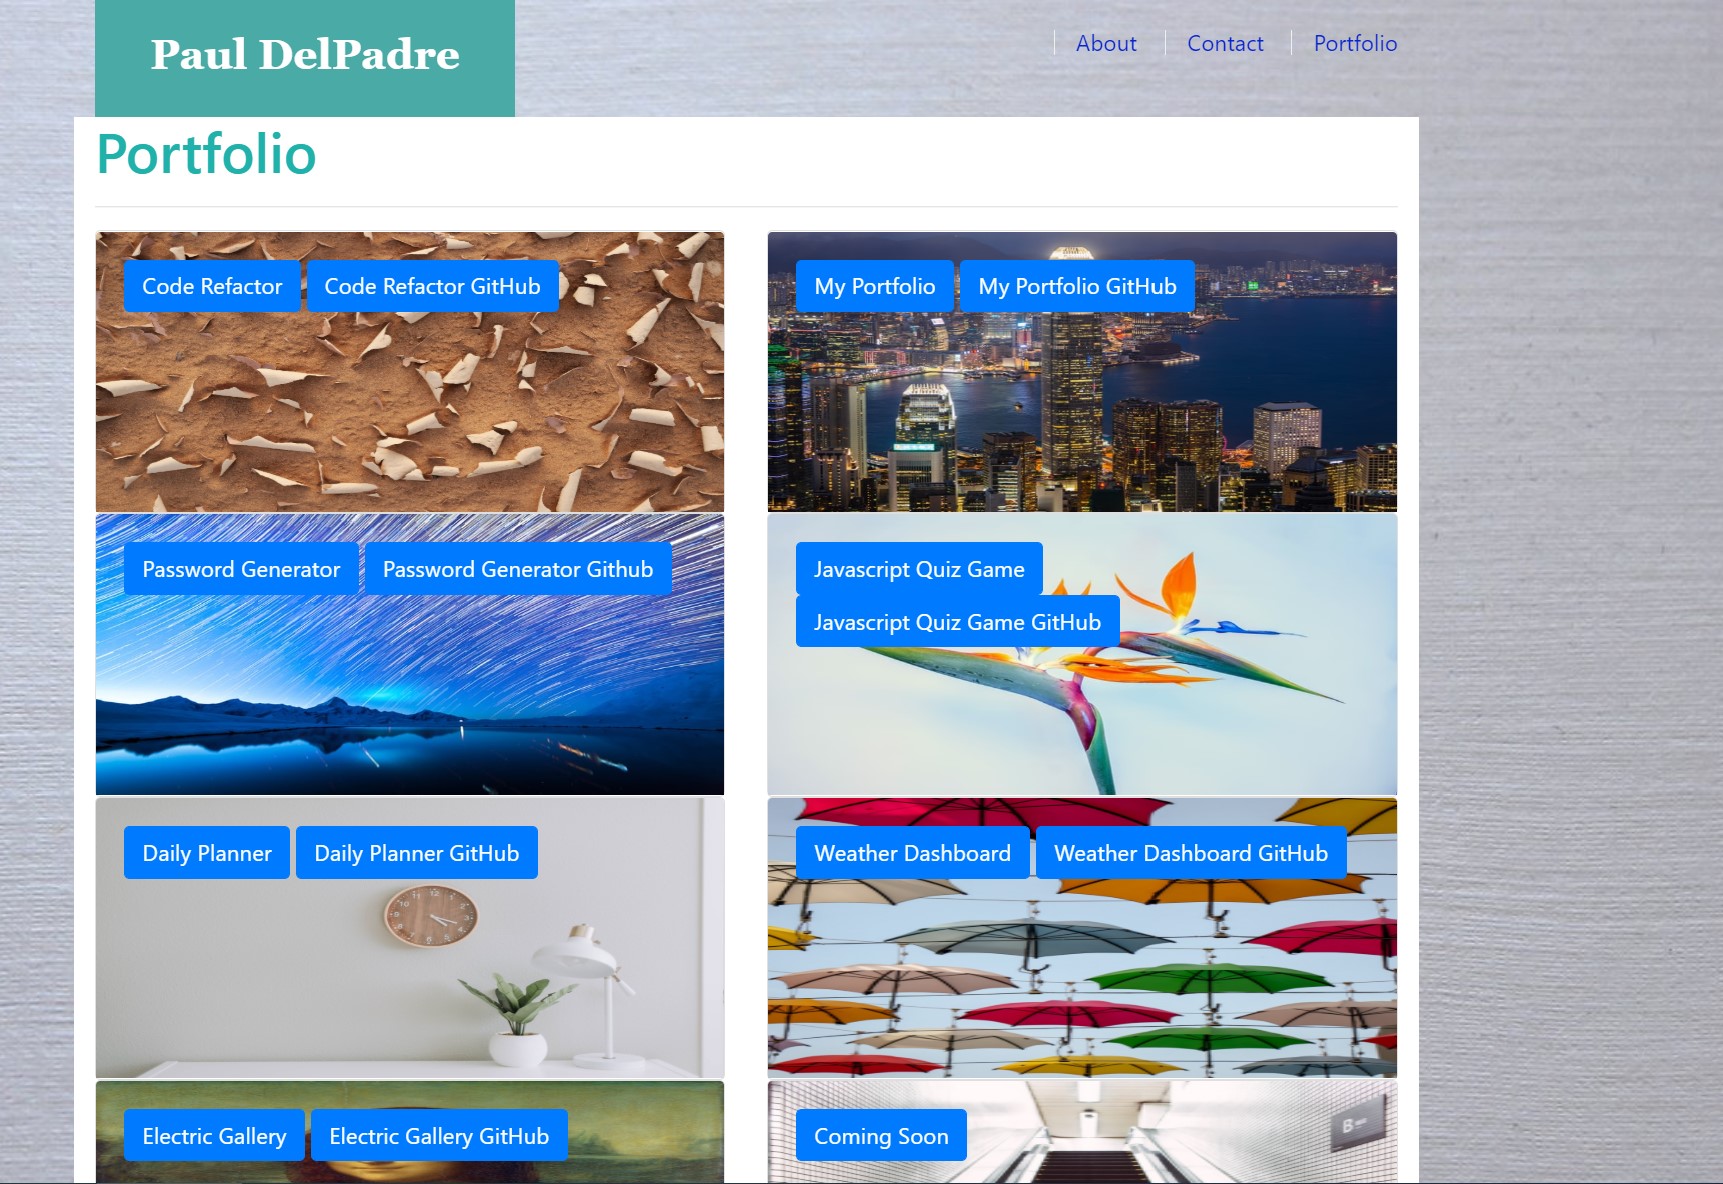 Paul DelPadre
About Contact Portfolio
Portfolio
Code Refactor Code Refactor GitHub
My Portfolio My Portfolio GitHub
Password Generator Password Generator Github
Javascript Quiz Game
Javascript Quiz Game GitHub
Daily Planner Daily Planner GitHub
Weather Dashboard Weather Dashboard GitHub
Electric Gallery Electric Gallery GitHub
Coming Soon
B